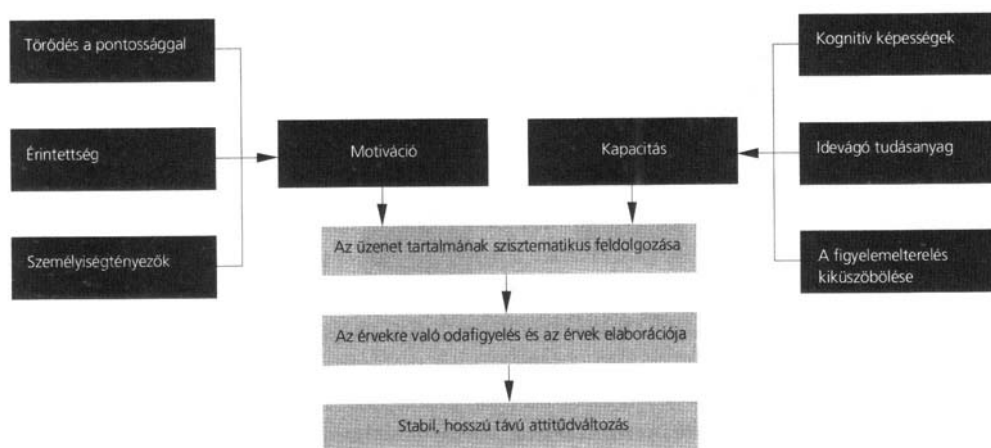 Törődés a pontossággal
Érintettség
Személyiségtényezők
Motiváció
Kapacitás
Kognitív képességek
Idevágó tudásanyag
A figyelemelterelés
kiküszöbölése
Az üzenet tartalmának szisztematikus feldolgozása
Az érvekre való odafigyelés és az érvek elaborációja
Stabil, hosszú távú attitűdváltozás